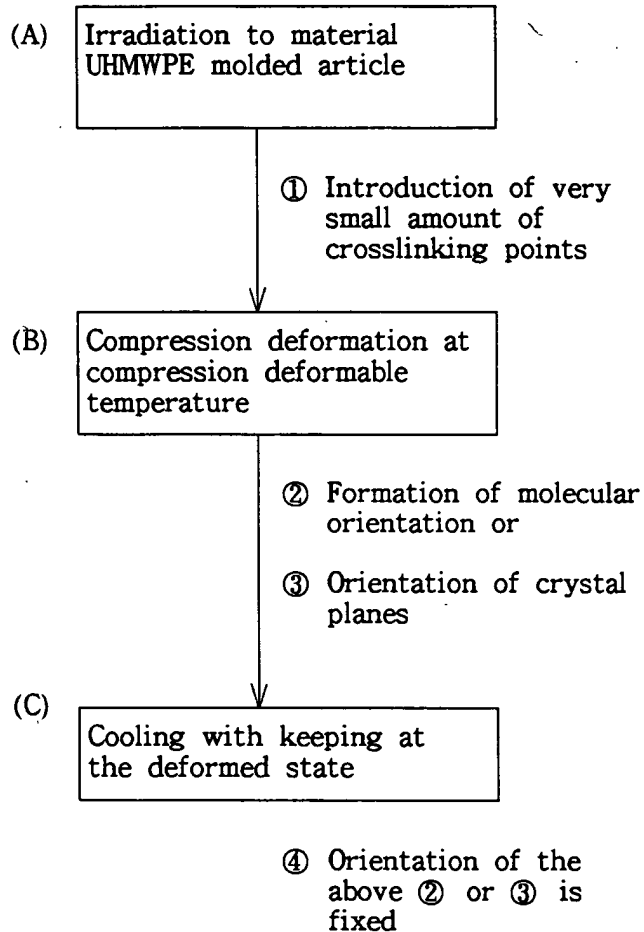 (A) Irradiation to material
UHMWPE molded article
① Introduction of very
small amount of
crosslinking points
(B) Compression deformation at
compression deformable
temperature
② Formation of molecular
orientation or
③ Orientation of crystal
planes
(C) Cooling with keeping at
the deformed state
④ Orientation of the
above ② or ③ is
fixed